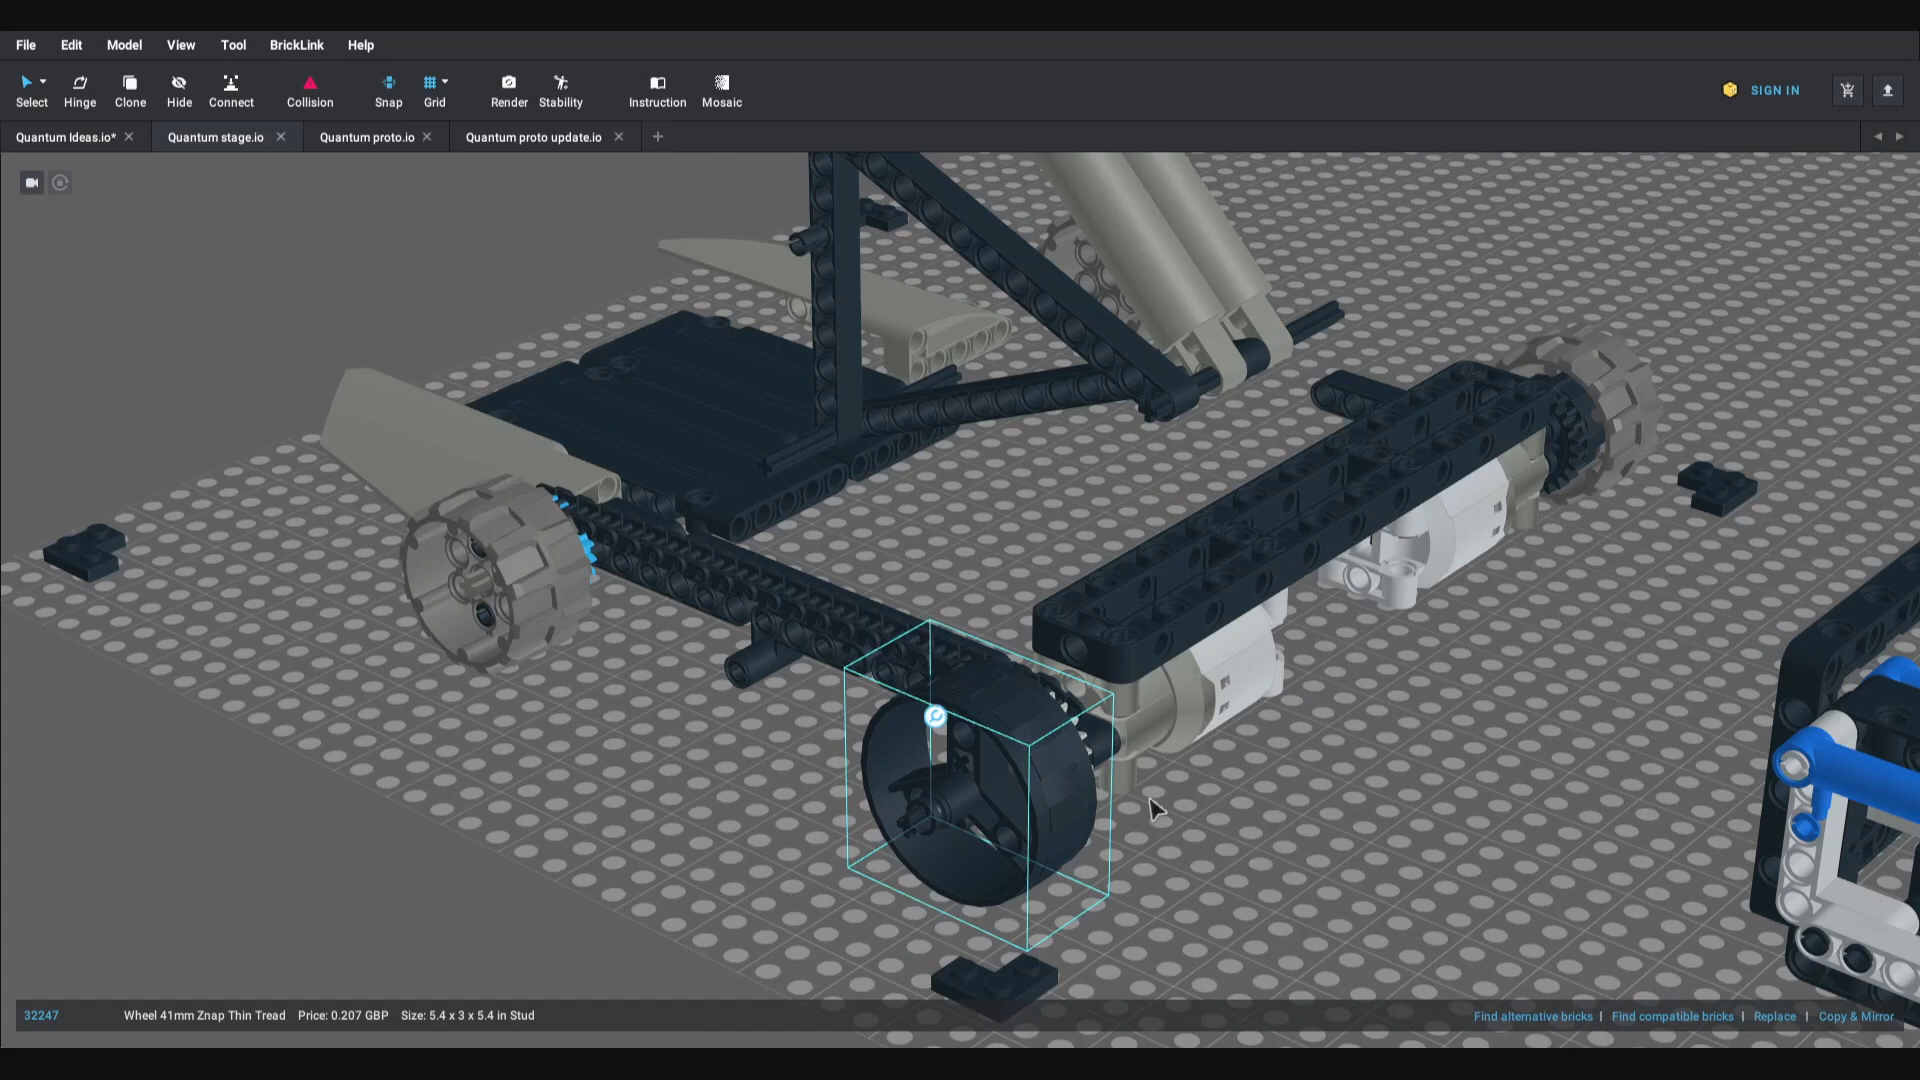 File Edit Model View Tool BrickLink Help
Select Hinge Clone Hide Connect Collision Snap Grid Render Stability Instruction Mosaic SIGN IN
Quantum Ideas.io* Quantum stage.io Quantum proto.io Quantum proto update.io
32247 Wheel 41mm Znap Thin Tread Price: 0.207 GBP Size: 5.4 x 3 x 5.4 in Stud Find alternative bricks | Find compatible bricks | Replace | Copy & Mirror